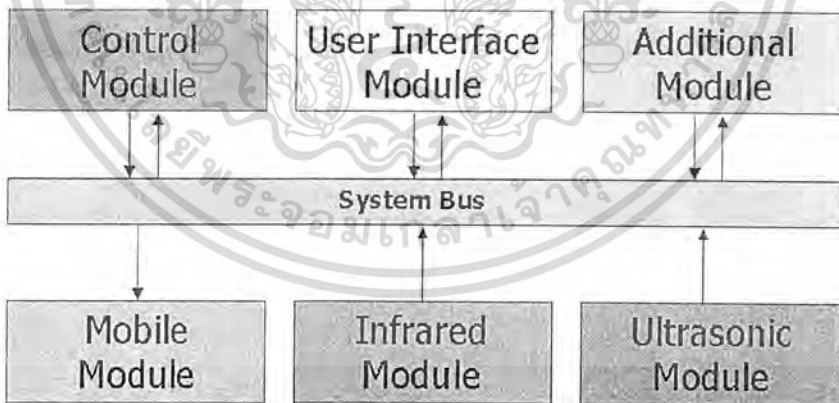 Control
Module
User Interface
Module
Additional
Module
System Bus
Mobile
Module
Infrared
Module
Ultrasonic
Module